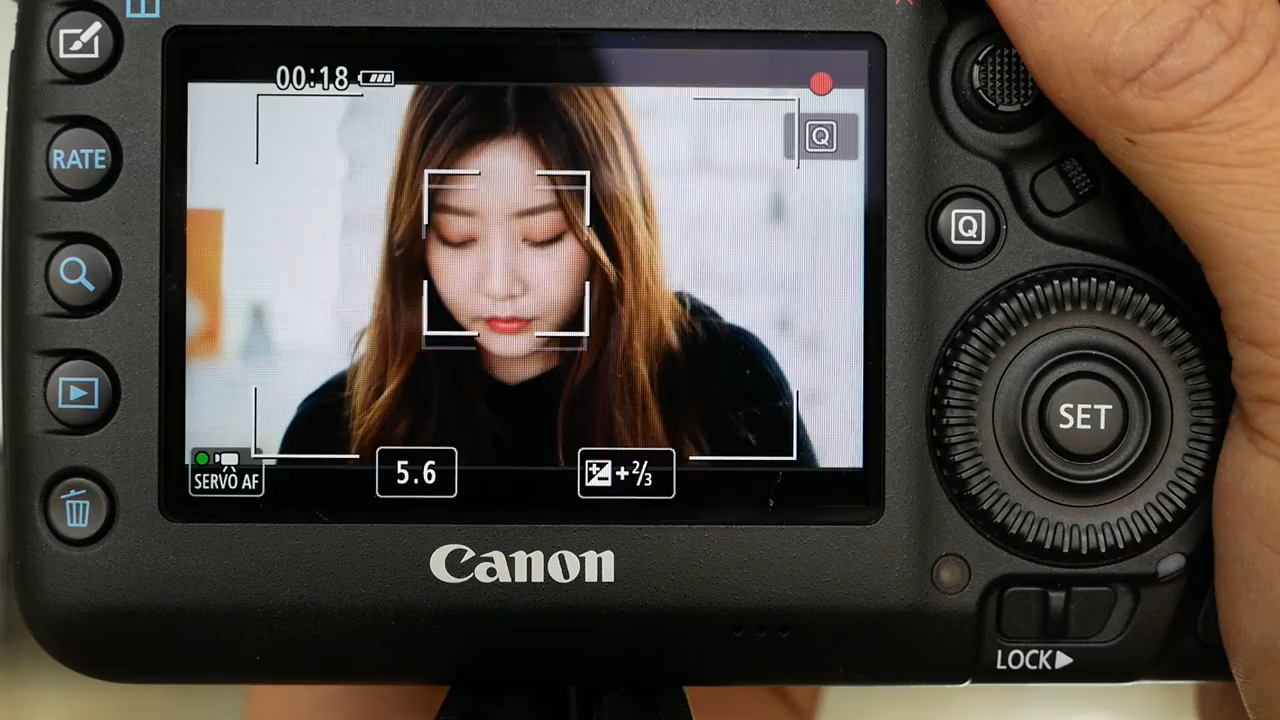 00:18
RATE
Q
Q
SET
5.6
+2/3
SERVO AF
Canon
LOCK▶